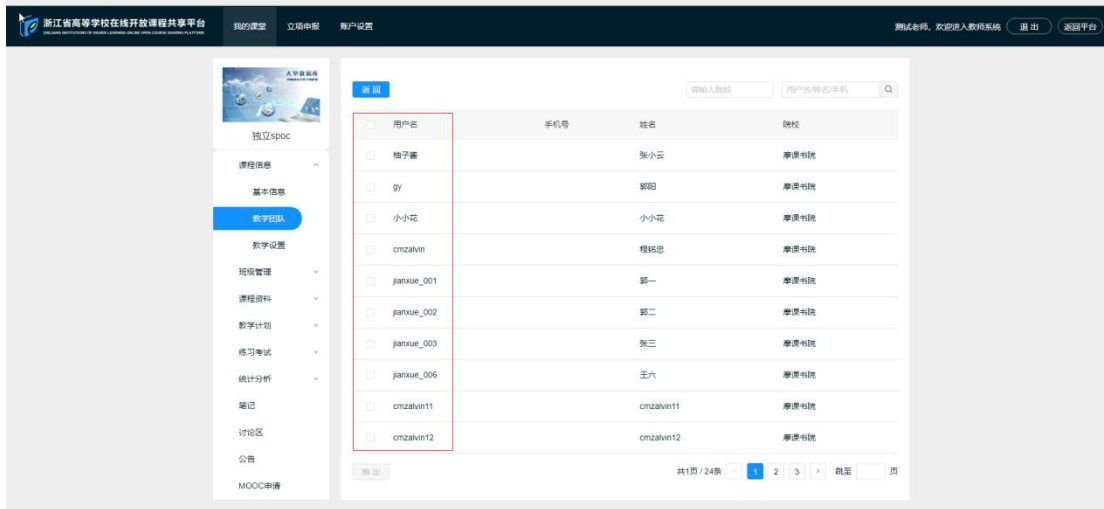 浙江省高等学校在线开放课程共享平台 我的课堂 立项申报 账户设置 测试老师，欢迎进入教师系统 退出 返回平台
ZHEJIANG INSTITUTIONS OF HIGHER LEARNING ONLINE OPEN COURSE SHARING PLATFORM
独立spoc
课程信息
基本信息
教学团队
教学设置
班级管理
课程资料
教学计划
练习考试
统计分析
笔记
讨论区
公告
MOOC申请
返回 请输入院校 用户名/姓名/手机
用户名 手机号 姓名 院校
柚子酱 张小云 摩课书院
gy 郭阳 摩课书院
小小花 小小花 摩课书院
cmzalvin 程铭忠 摩课书院
jianxue_001 郭一 摩课书院
jianxue_002 郭二 摩课书院
jianxue_003 张三 摩课书院
jianxue_006 王六 摩课书院
cmzalvin11 cmzalvin11 摩课书院
cmzalvin12 cmzalvin12 摩课书院
确定 共1页 / 24条 < 1 2 3 > 跳至 页